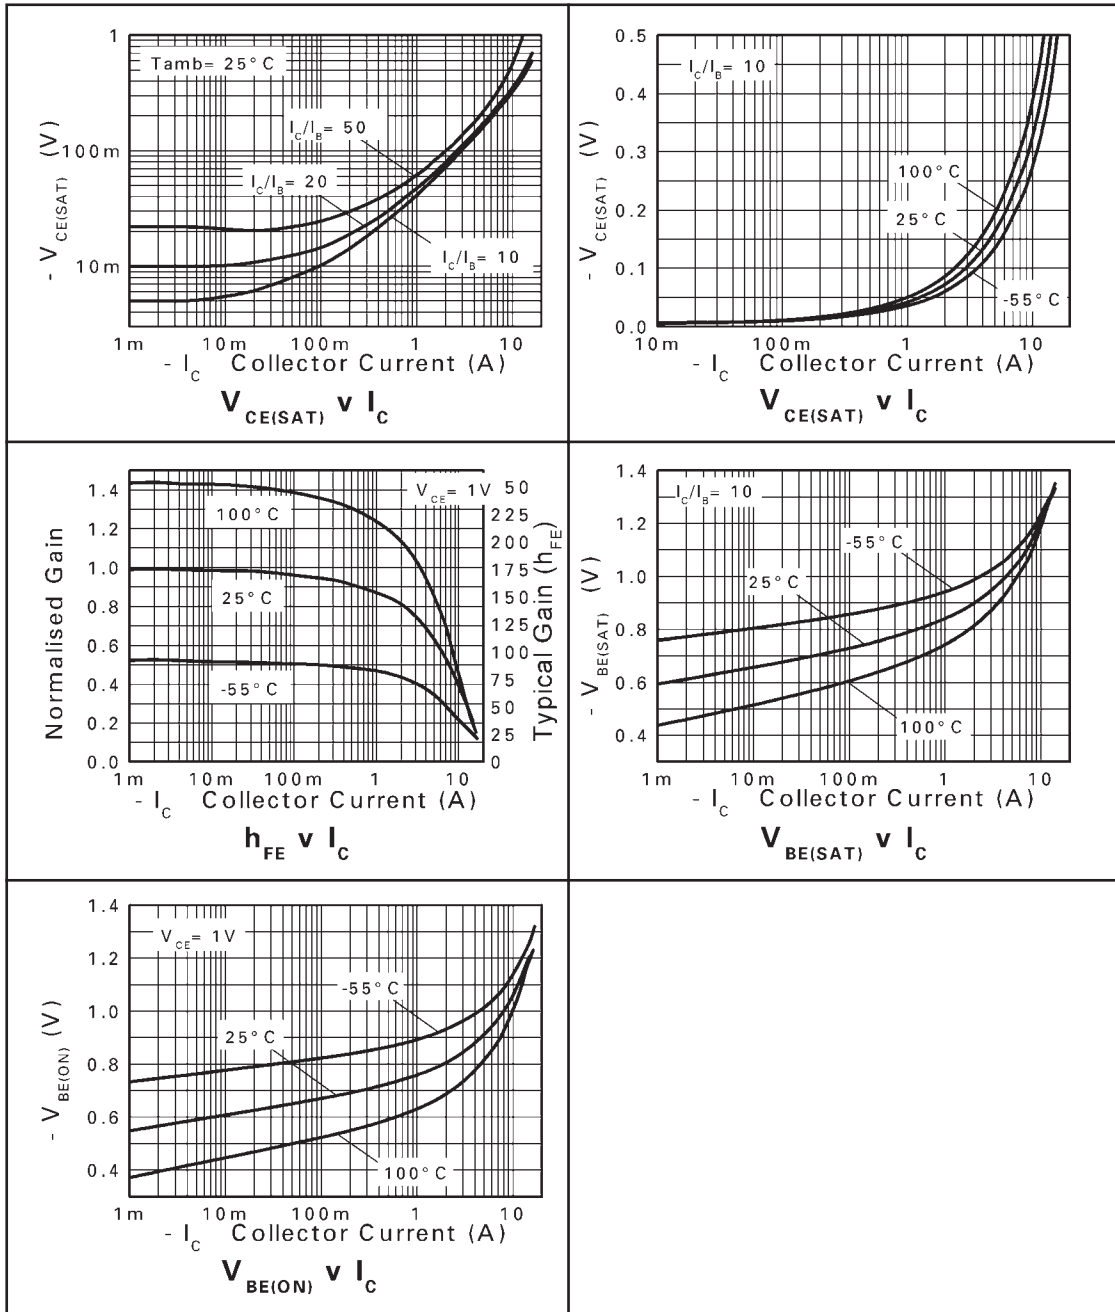 1
Tamb= 25°C
I_C/I_B= 50
100m
I_C/I_B= 20
10m
I_C/I_B= 10
- V_CE(SAT) (V)
1m 10m 100m 1 10
- I_C Collector Current (A)
V_CE(SAT) v I_C
0.5
I_C/I_B= 10
0.4
0.3
100°C
0.2
25°C
0.1
-55°C
0.0
- V_CE(SAT) (V)
10m 100m 1 10
- I_C Collector Current (A)
V_CE(SAT) v I_C
V_CE= 1V
1.4
1.2
1.0
0.8
0.6
0.4
0.2
0.0
Normalised Gain
100°C
25°C
-55°C
50
225
200
175
150
125
100
75
50
25
0
Typical Gain (h_FE)
1m 10m 100m 1 10
- I_C Collector Current (A)
h_FE v I_C
1.4
I_C/I_B= 10
1.2
-55°C
1.0
25°C
0.8
0.6
100°C
0.4
- V_BE(SAT) (V)
1m 10m 100m 1 10
- I_C Collector Current (A)
V_BE(SAT) v I_C
1.4
V_CE= 1V
1.2
-55°C
1.0
25°C
0.8
0.6
100°C
0.4
- V_BE(ON) (V)
1m 10m 100m 1 10
- I_C Collector Current (A)
V_BE(ON) v I_C